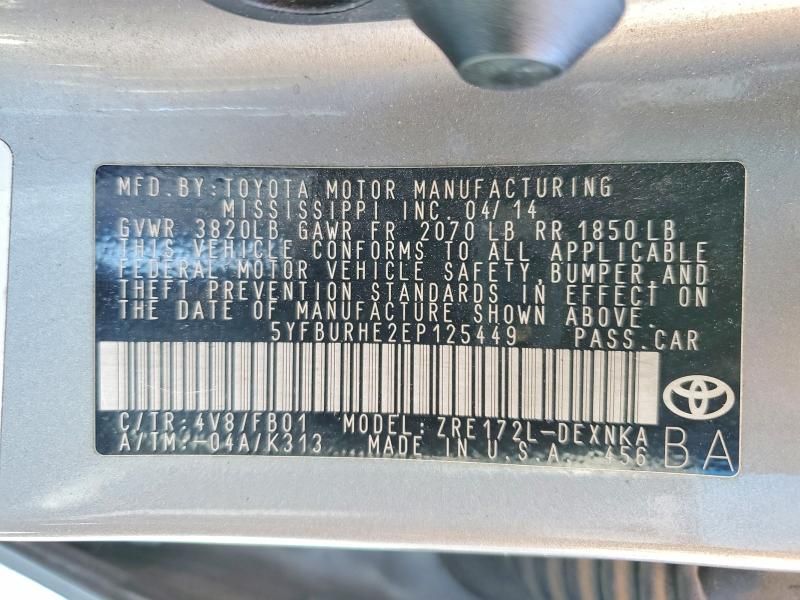 MFD. BY: TOYOTA MOTOR MANUFACTURING
MISSISSIPPI INC. 04/14
GVWR 3820LB GAWR FR 2070 LB RR 1850 LB
THIS VEHICLE CONFORMS TO ALL APPLICABLE
FEDERAL MOTOR VEHICLE SAFETY, BUMPER, AND
THEFT PREVENTION STANDARDS IN EFFECT ON
THE DATE OF MANUFACTURE SHOWN ABOVE.
5YFBURHE2EP125449 PASS. CAR
C/TR: 4V8/FB01 MODEL: ZRE172L-DEXNKA
A/TM: -04A/K313 MADE IN U.S.A. 456
BA